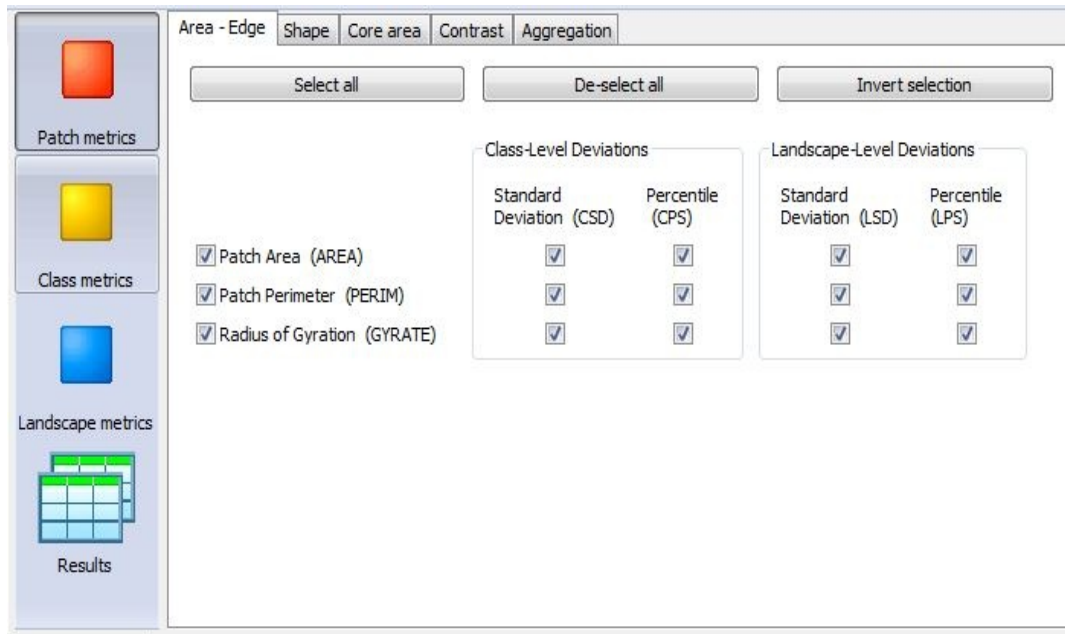 Area - Edge Shape Core area Contrast Aggregation
Select all De-select all Invert selection
Patch metrics
Class metrics
Landscape metrics
Results
Class-Level Deviations Landscape-Level Deviations
Standard Deviation (CSD) Percentile (CPS) Standard Deviation (LSD) Percentile (LPS)
Patch Area (AREA)
Patch Perimeter (PERIM)
Radius of Gyration (GYRATE)